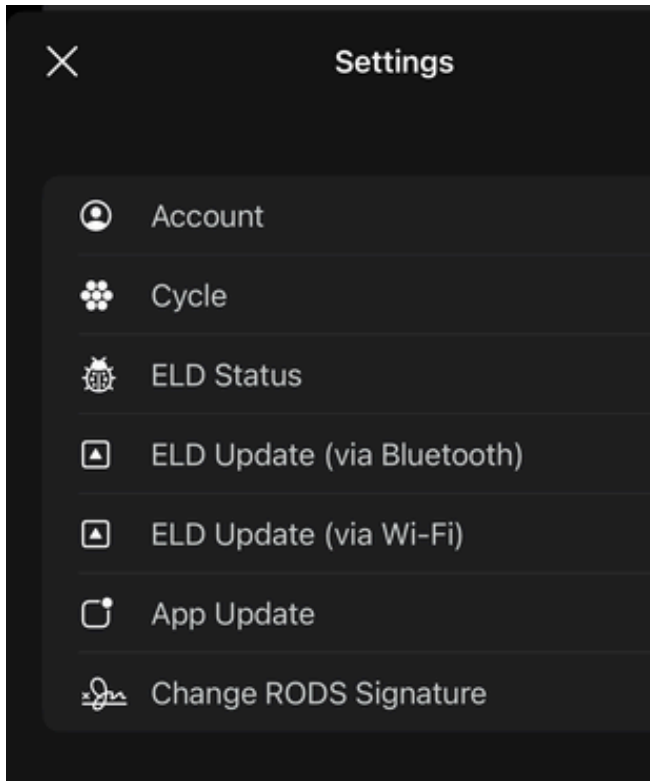 Settings
Account
Cycle
ELD Status
ELD Update (via Bluetooth)
ELD Update (via Wi-Fi)
App Update
Change RODS Signature